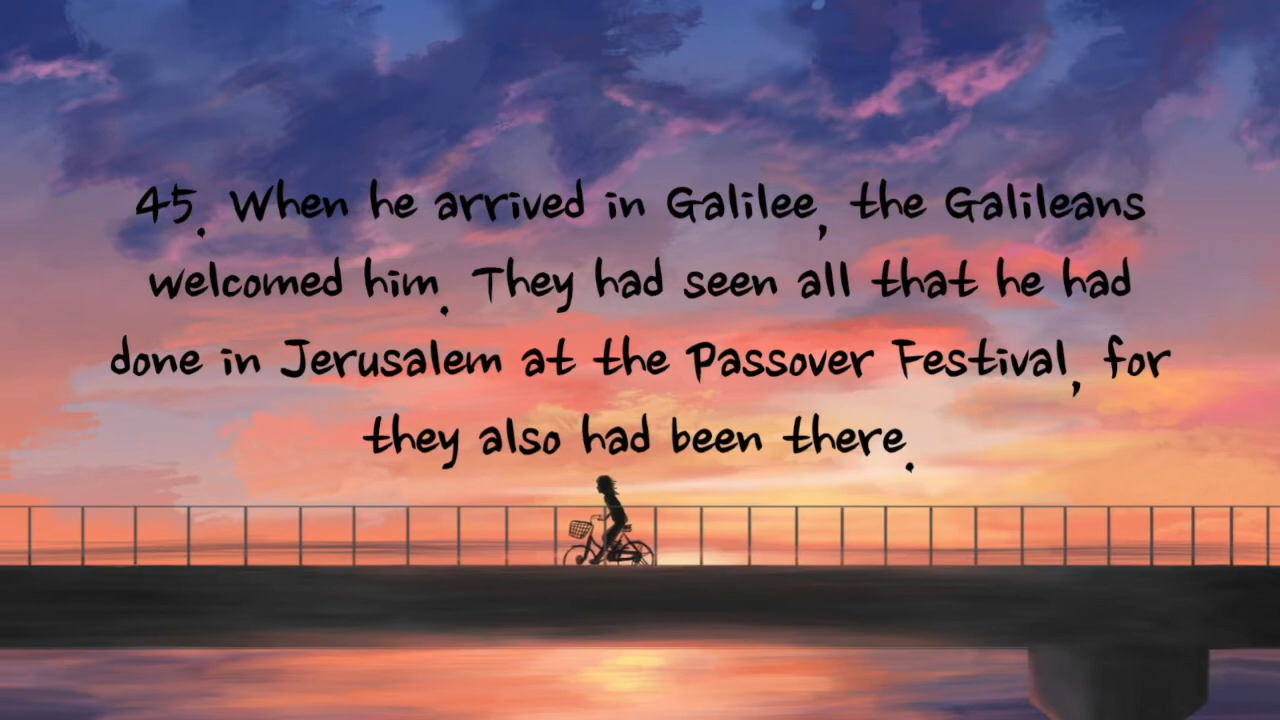 45. When he arrived in Galilee, the Galileans
welcomed him. They had seen all that he had
done in Jerusalem at the Passover Festival, for
they also had been there.